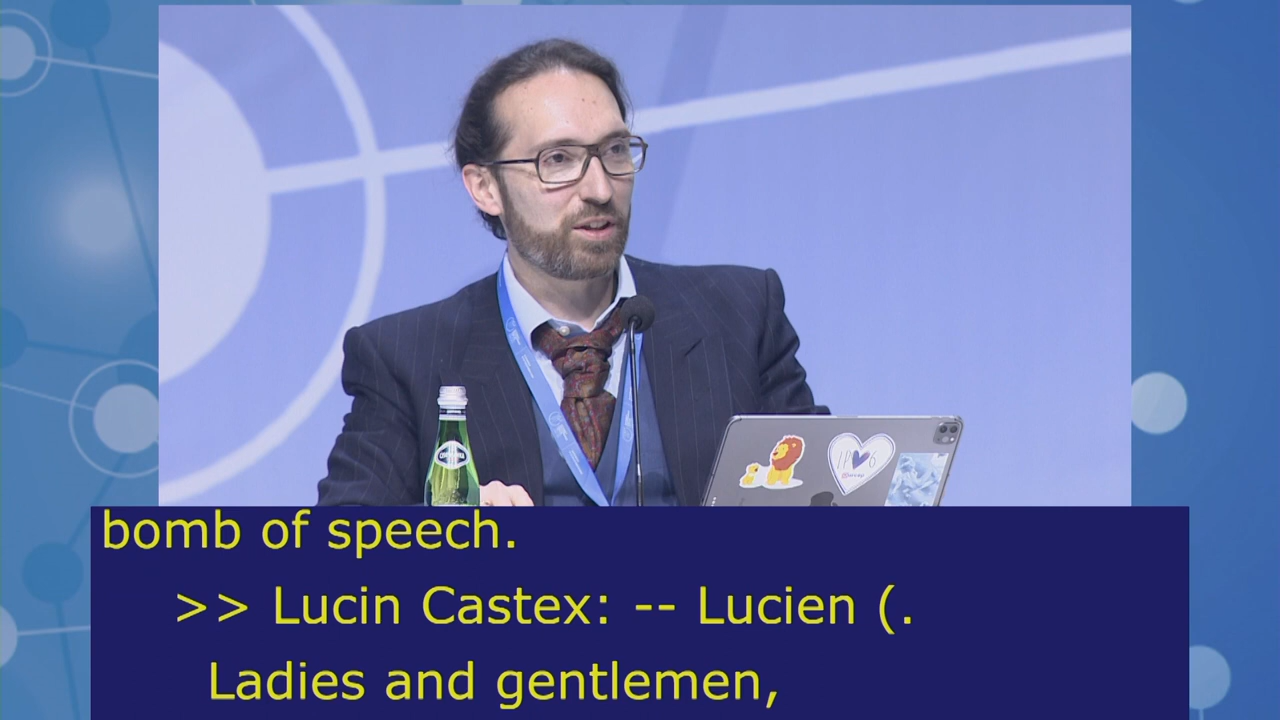 bomb of speech.
>> Lucin Castex: -- Lucien (.
Ladies and gentlemen,